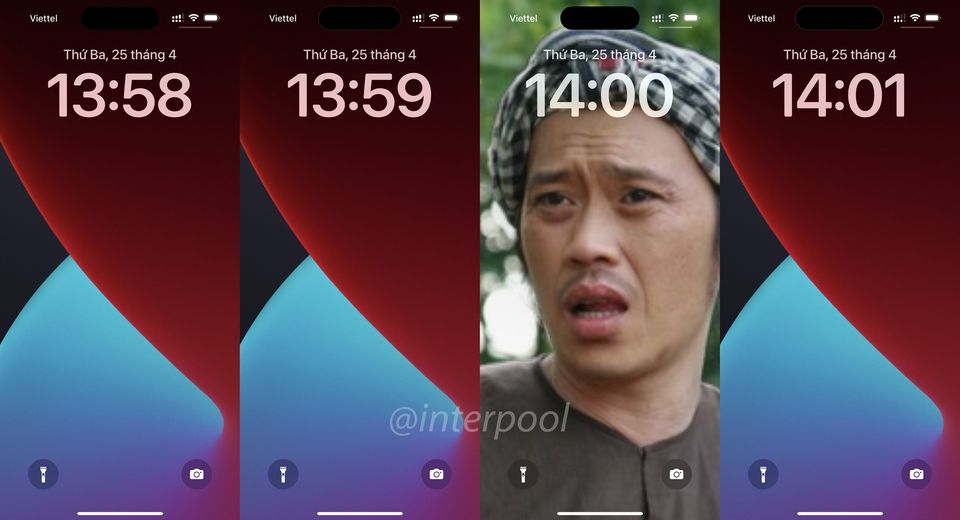 Viettel
Thứ Ba, 25 tháng 4
13:58
Viettel
Thứ Ba, 25 tháng 4
13:59
Viettel
Thứ Ba, 25 tháng 4
14:00
Viettel
Thứ Ba, 25 tháng 4
14:01
@interpool